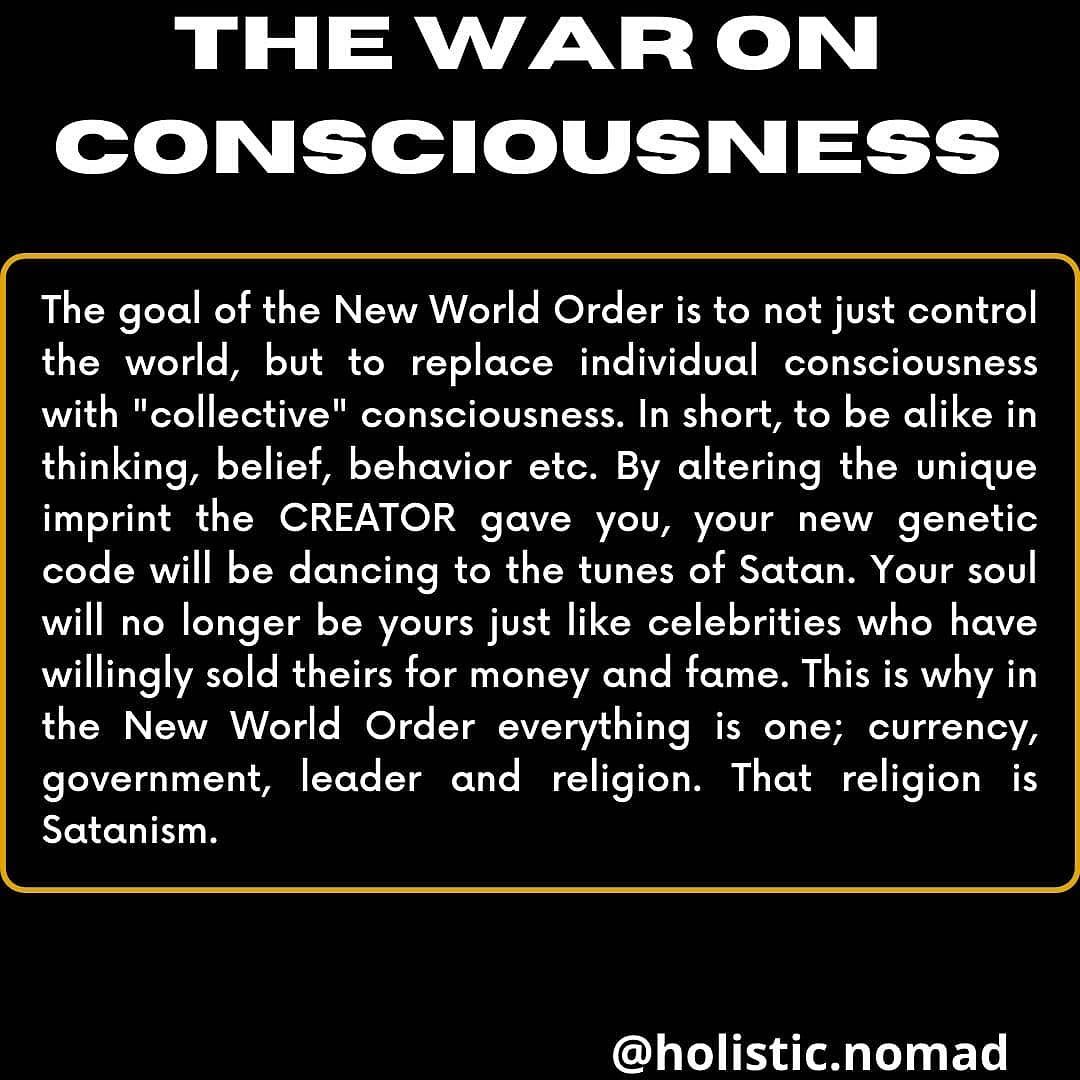 THE WAR ON
CONSCIOUSNESS
The goal of the New World Order is to not just control
the world, but to replace individual consciousness
with "collective" consciousness. In short, to be alike in
thinking, belief, behavior etc. By altering the unique
imprint the CREATOR gave you, your new genetic
code will be dancing to the tunes of Satan. Your soul
will no longer be yours just like celebrities who have
willingly sold theirs for money and fame. This is why in
the New World Order everything is one; currency,
government, leader and religion. That religion is
Satanism.
@holistic.nomad